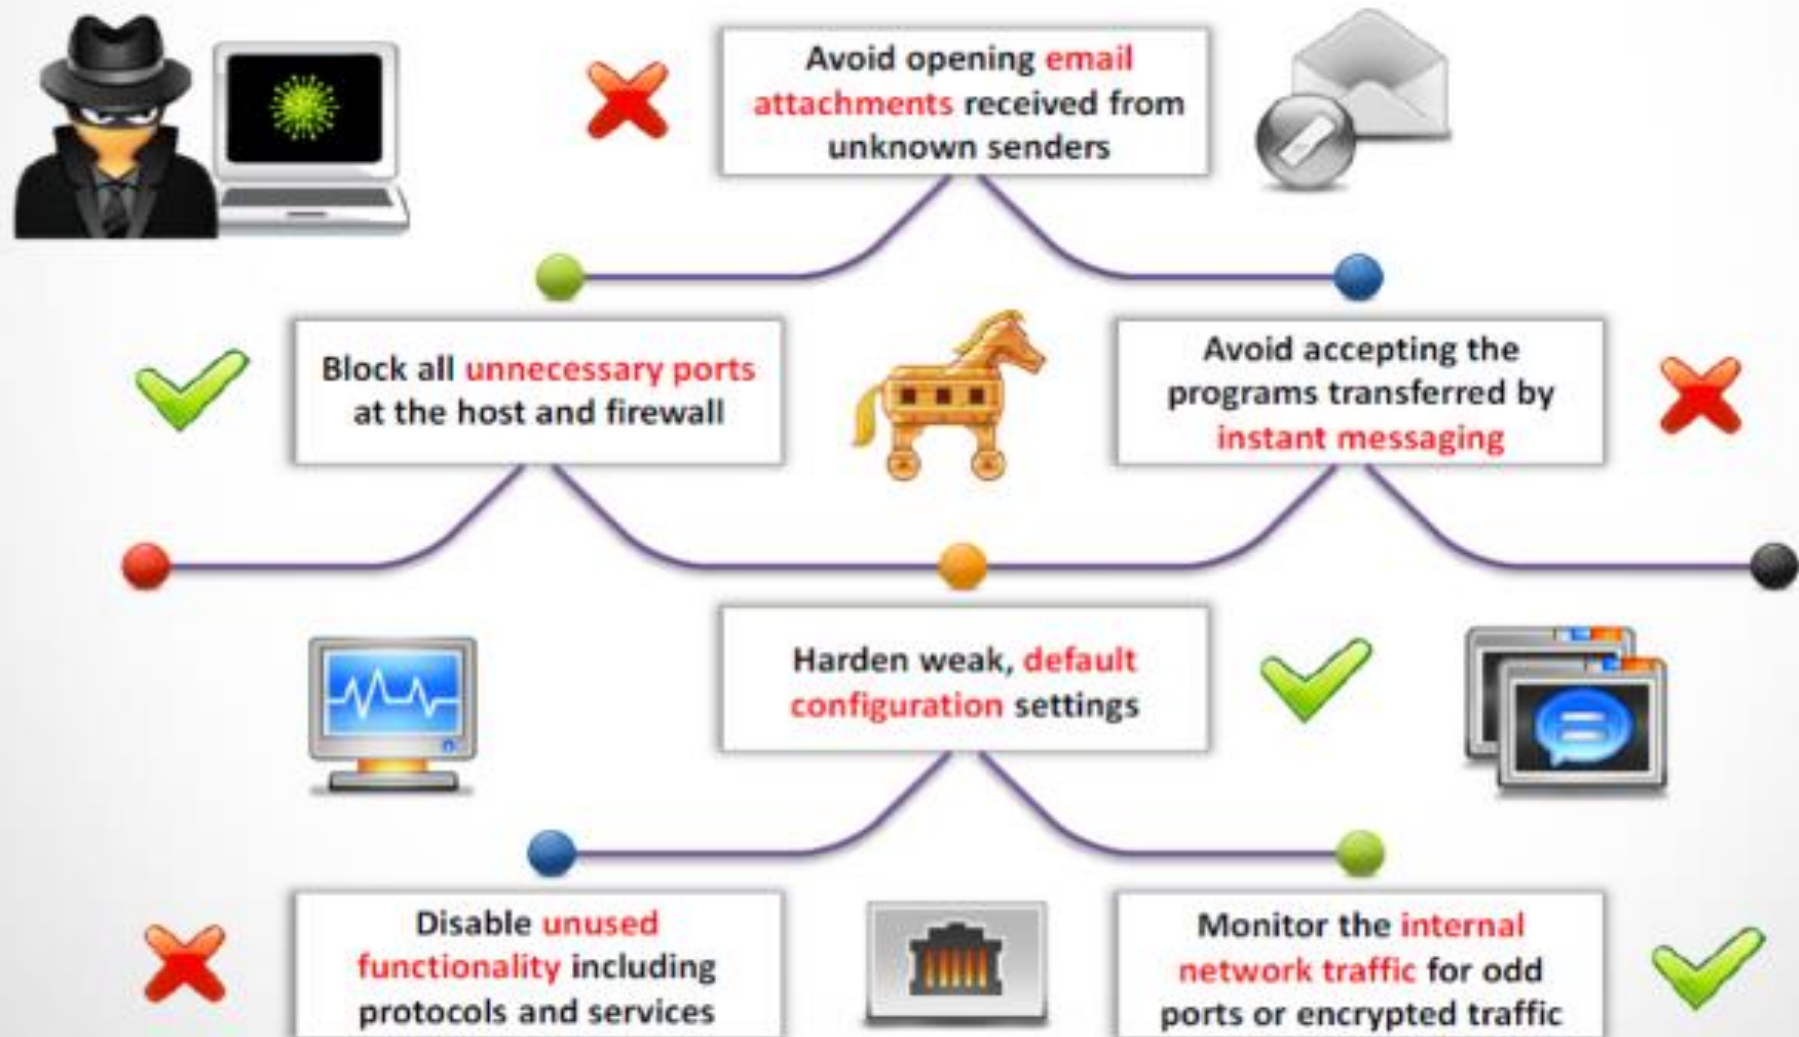 Avoid opening email
attachments received from
unknown senders
Block all unnecessary ports
at the host and firewall
Avoid accepting the
programs transferred by
instant messaging
Harden weak, default
configuration settings
Disable unused
functionality including
protocols and services
Monitor the internal
network traffic for odd
ports or encrypted traffic